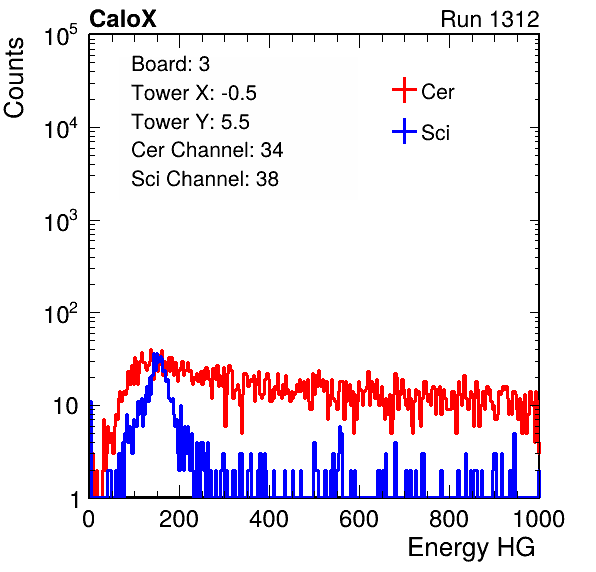 CaloX Run 1312
Counts
Board: 3
Tower X: -0.5
Tower Y: 5.5
Cer Channel: 34
Sci Channel: 38
Cer
Sci
10^5
10^4
10^3
10^2
10
1
0 200 400 600 800 1000
Energy HG